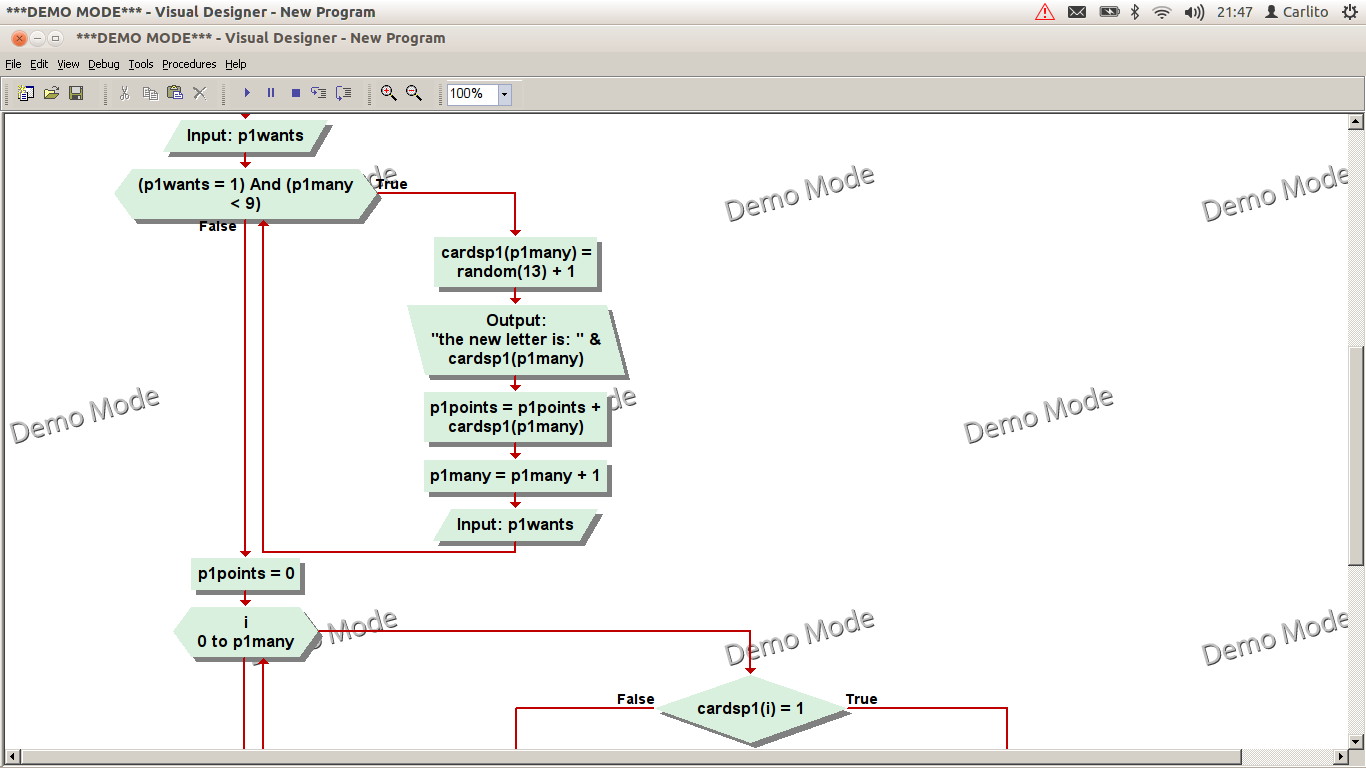 ***DEMO MODE*** - Visual Designer - New Program
21:47 Carlito
***DEMO MODE*** - Visual Designer - New Program
File Edit View Debug Tools Procedures Help
100%
Input: p1wants
(p1wants = 1) And (p1many
< 9)
True
False
Demo Mode
Demo Mode
cardsp1(p1many) =
random(13) + 1
Output:
"the new letter is: " &
cardsp1(p1many)
p1points = p1points +
cardsp1(p1many)
Demo Mode
Demo Mode
p1many = p1many + 1
Input: p1wants
p1points = 0
i
0 to p1many
Mode
Demo Mode
Demo Mode
False
cardsp1(i) = 1
True